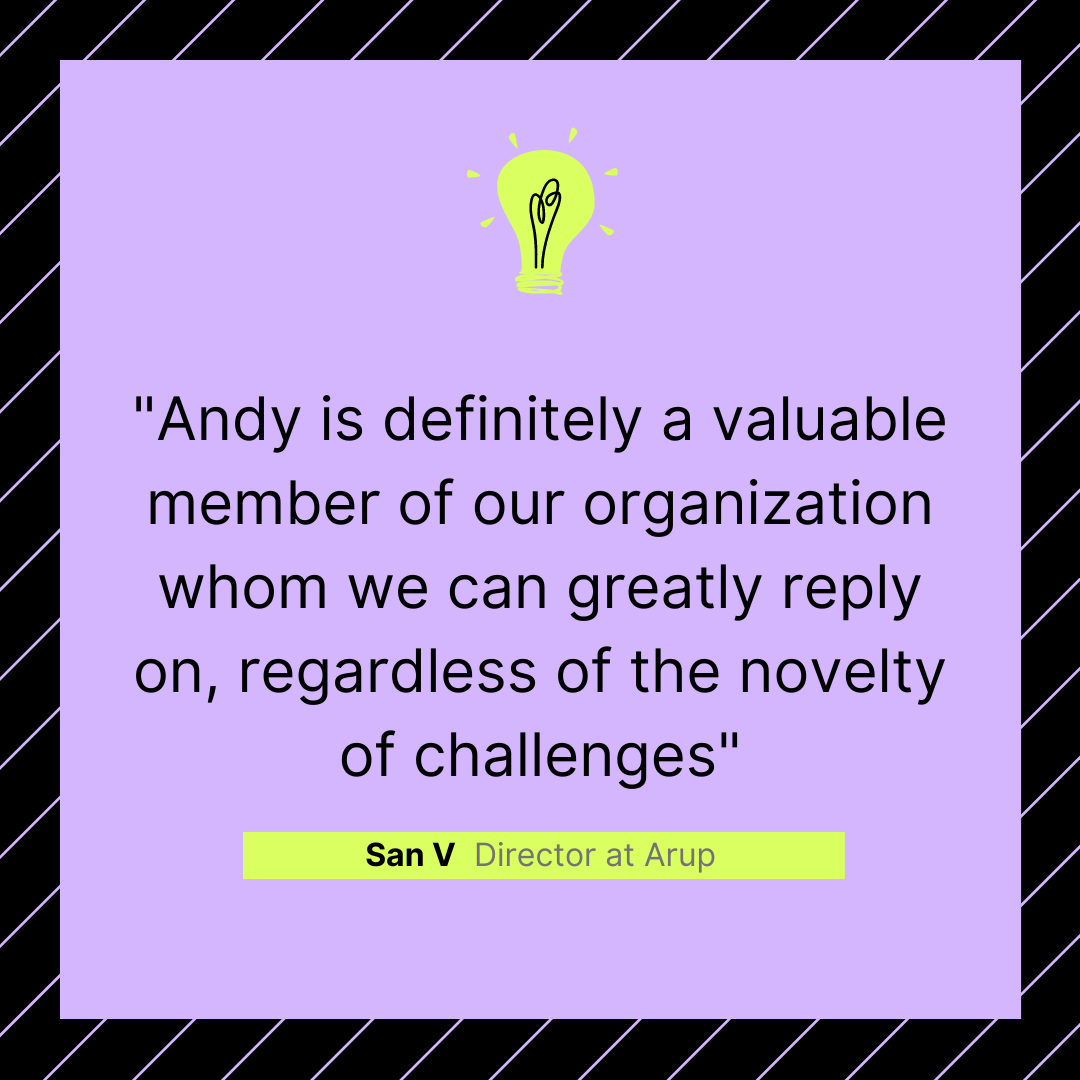 "Andy is definitely a valuable
member of our organization
whom we can greatly reply
on, regardless of the novelty
of challenges"
San V Director at Arup